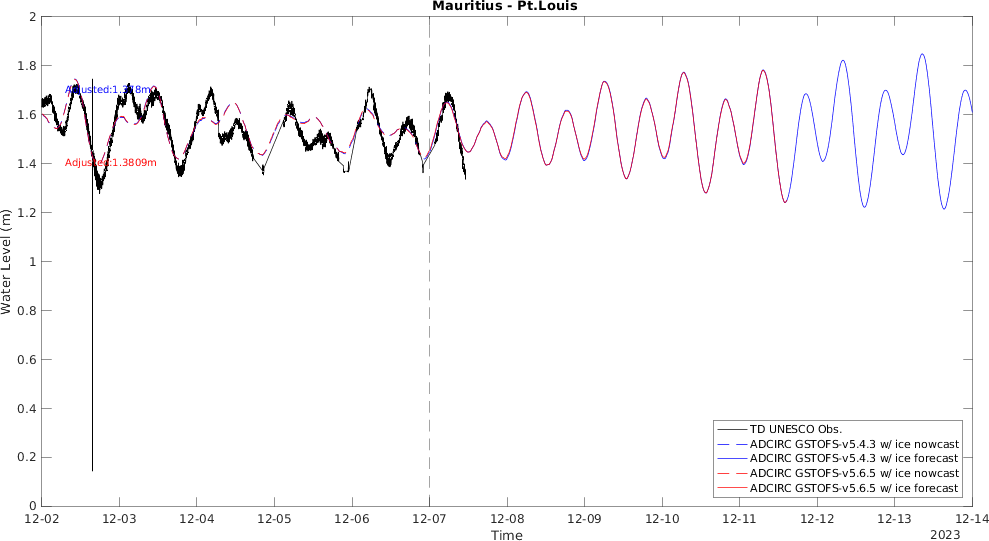 Mauritius - Pt.Louis
2
1.8
1.6
1.4
1.2
1
0.8
0.6
0.4
0.2
0
Water Level (m)
Adjusted:1.3809m
TD UNESCO Obs.
ADCIRC GSTOFS-v5.4.3 w/ ice nowcast
ADCIRC GSTOFS-v5.4.3 w/ ice forecast
ADCIRC GSTOFS-v5.6.5 w/ ice nowcast
ADCIRC GSTOFS-v5.6.5 w/ ice forecast
12-02 12-03 12-04 12-05 12-06 12-07 12-08 12-09 12-10 12-11 12-12 12-13 12-14
Time
2023